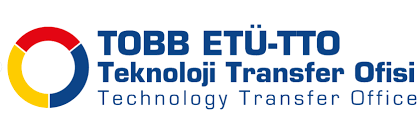 TOBB ETÜ-TTO
Teknoloji Transfer Ofisi
Technology Transfer Office